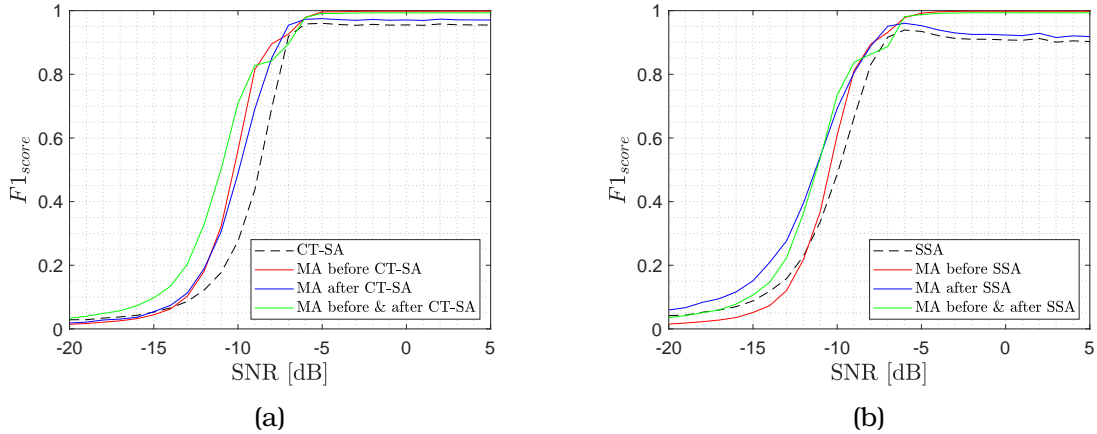 1
0.8
0.6
0.4
0.2
0
F1score
-20 -15 -10 -5 0 5
SNR [dB]
CT-SA
MA before CT-SA
MA after CT-SA
MA before & after CT-SA
(a)
1
0.8
0.6
0.4
0.2
0
F1score
-20 -15 -10 -5 0 5
SNR [dB]
SSA
MA before SSA
MA after SSA
MA before & after SSA
(b)